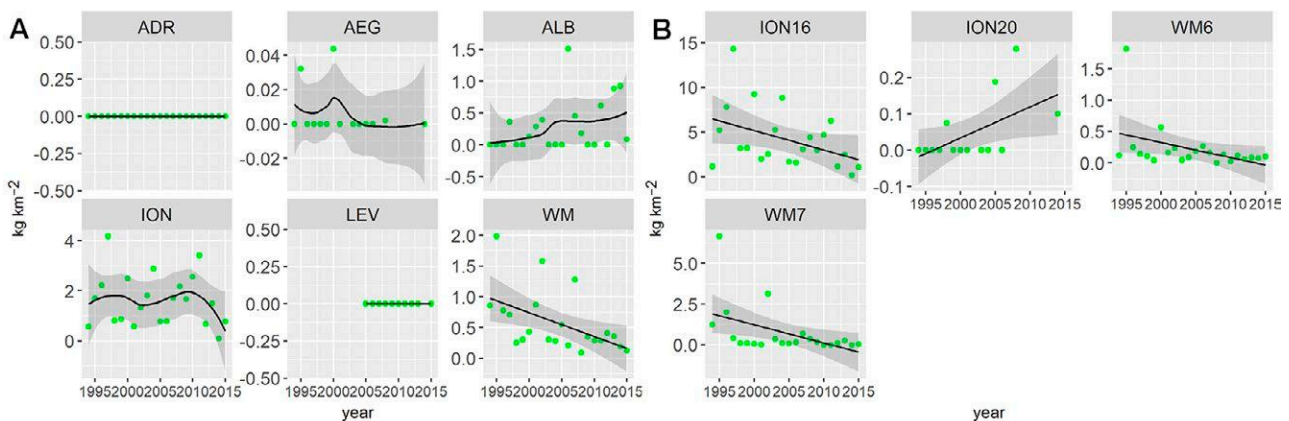 A
ADR AEG ALB
0.50 0.04 1.5
0.25 0.02 1.0
0.00 0.00 0.5
-0.25 -0.02 0.0
-0.50 -0.5
ION LEV WM
4 0.50 2.0
2 0.25 1.5
0 0.00 1.0
-0.25 0.5
-0.50 0.0
1995 2000 2005 2010 2015 1995 2000 2005 2010 2015 1995 2000 2005 2010 2015
kg km-2
year
B
ION16 ION20 WM6
15 0.2 1.5
10 0.1 1.0
5 0.0 0.5
0 -0.1 0.0
1995 2000 2005 2010 2015 1995 2000 2005 2010 2015
WM7
5.0
2.5
0.0
1995 2000 2005 2010 2015
kg km-2
year